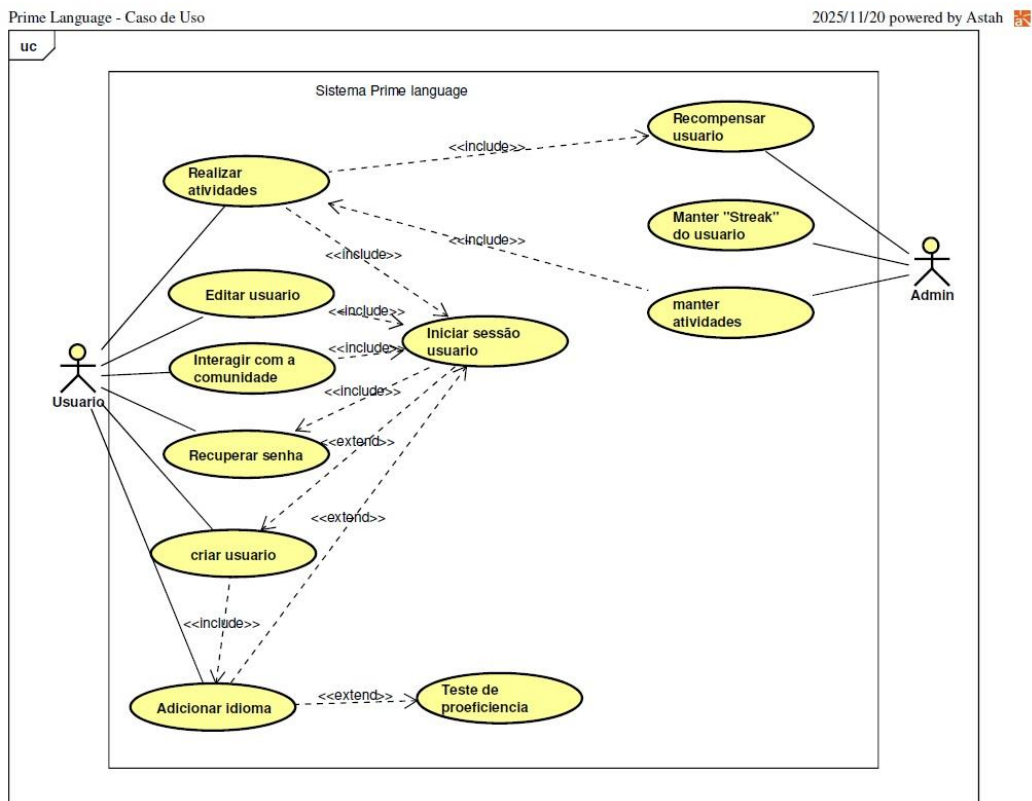 Prime Language - Caso de Uso
2025/11/20 powered by Astah
uc
Sistema Prime language
Recompensar
usuario
<<include>>
Realizar
atividades
Manter "Streak"
do usuario
<<include>>
<<include>>
Admin
Editar usuario
<<include>>
manter
atividades
Iniciar sessão
usuario
<<include>>
Interagir com a
comunidade
<<include>>
Usuario
<<extend>>
Recuperar senha
<<extend>>
criar usuario
<<include>>
Adicionar idioma
<<extend>>
Teste de
proeficiencia